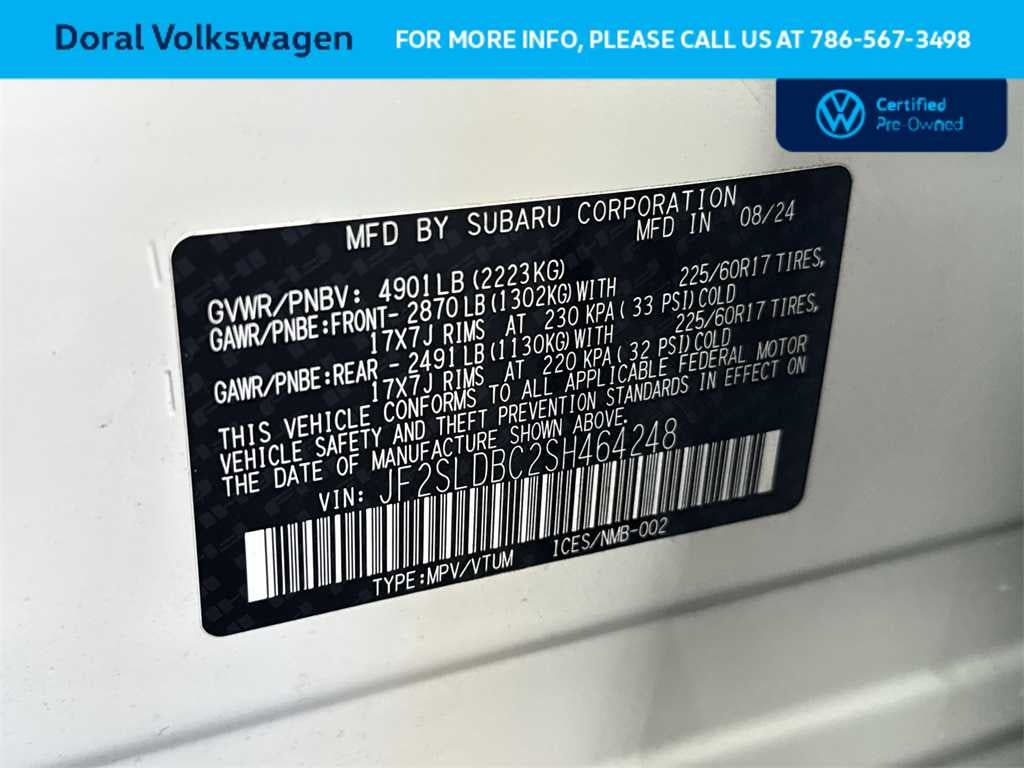 Doral Volkswagen
FOR MORE INFO, PLEASE CALL US AT 786-567-3498
Certified
Pre-Owned
MFD BY SUBARU CORPORATION
MFD IN 08/24
GVWR/PNBV: 4901LB (2223KG)
GAWR/PNBE:FRONT- 2870LB (1302KG) WITH 225/60R17 TIRES,
17X7J RIMS AT 230 KPA (33 PSI) COLD
GAWR/PNBE:REAR - 2491LB (1130KG) WITH 225/60R17 TIRES,
17X7J RIMS AT 220 KPA (32 PSI) COLD
THIS VEHICLE CONFORMS TO ALL APPLICABLE FEDERAL MOTOR
VEHICLE SAFETY AND THEFT PREVENTION STANDARDS IN EFFECT ON
THE DATE OF MANUFACTURE SHOWN ABOVE.
VIN: JF2SLDBC2SH464248
TYPE:MPV/VTUM ICES/NMB-002